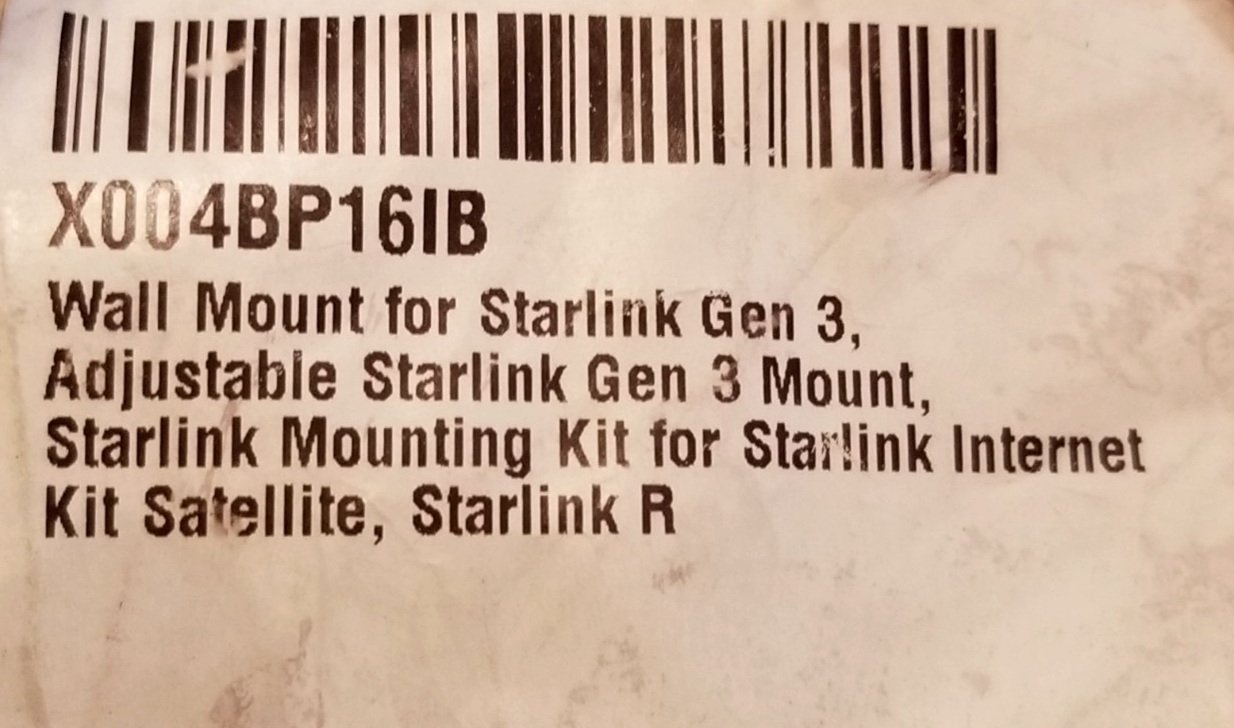 X004BP16IB
Wall Mount for Starlink Gen 3,
Adjustable Starlink Gen 3 Mount,
Starlink Mounting Kit for Starlink Internet
Kit Satellite, Starlink R